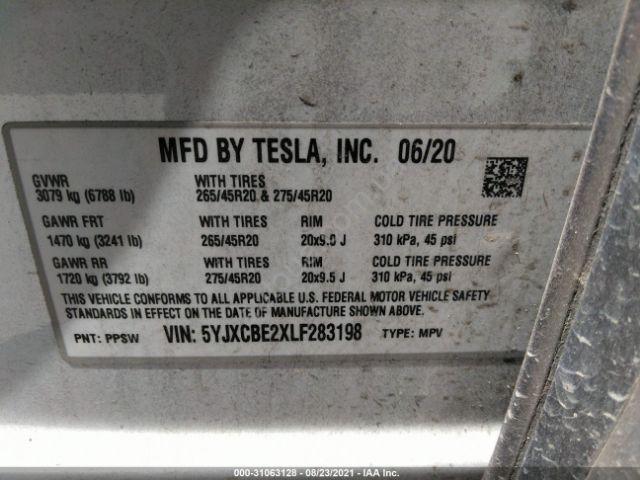 MFD BY TESLA, INC. 06/20
GVWR WITH TIRES
3079 kg (6788 lb) 265/45R20 & 275/45R20
GAWR FRT WITH TIRES RIM COLD TIRE PRESSURE
1470 kg (3241 lb) 265/45R20 20x9.0 J 310 kPa, 45 psi
GAWR RR WITH TIRES RIM COLD TIRE PRESSURE
1720 kg (3792 lb) 275/45R20 20x9.5 J 310 kPa, 45 psi
THIS VEHICLE CONFORMS TO ALL APPLICABLE U.S. FEDERAL MOTOR VEHICLE SAFETY
STANDARDS IN EFFECT ON THE DATE OF MANUFACTURE SHOWN ABOVE.
PNT: PPSW VIN: 5YJXCBE2XLF283198 TYPE: MPV
000-31063128 - 08/23/2021 - IAAI.COM